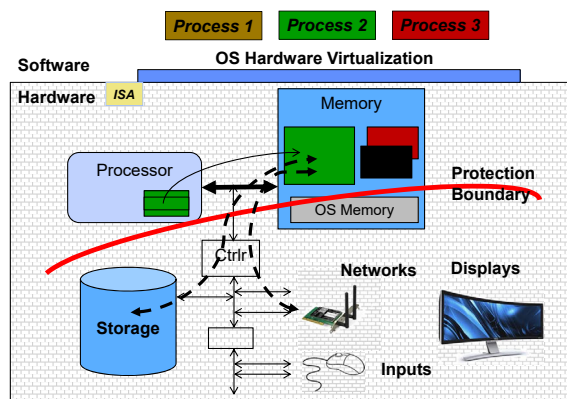 Process 1
Process 2
Process 3
OS Hardware Virtualization
Software
Hardware
ISA
Memory
Processor
Protection
Boundary
OS Memory
Ctrlr
Networks
Displays
Storage
Inputs